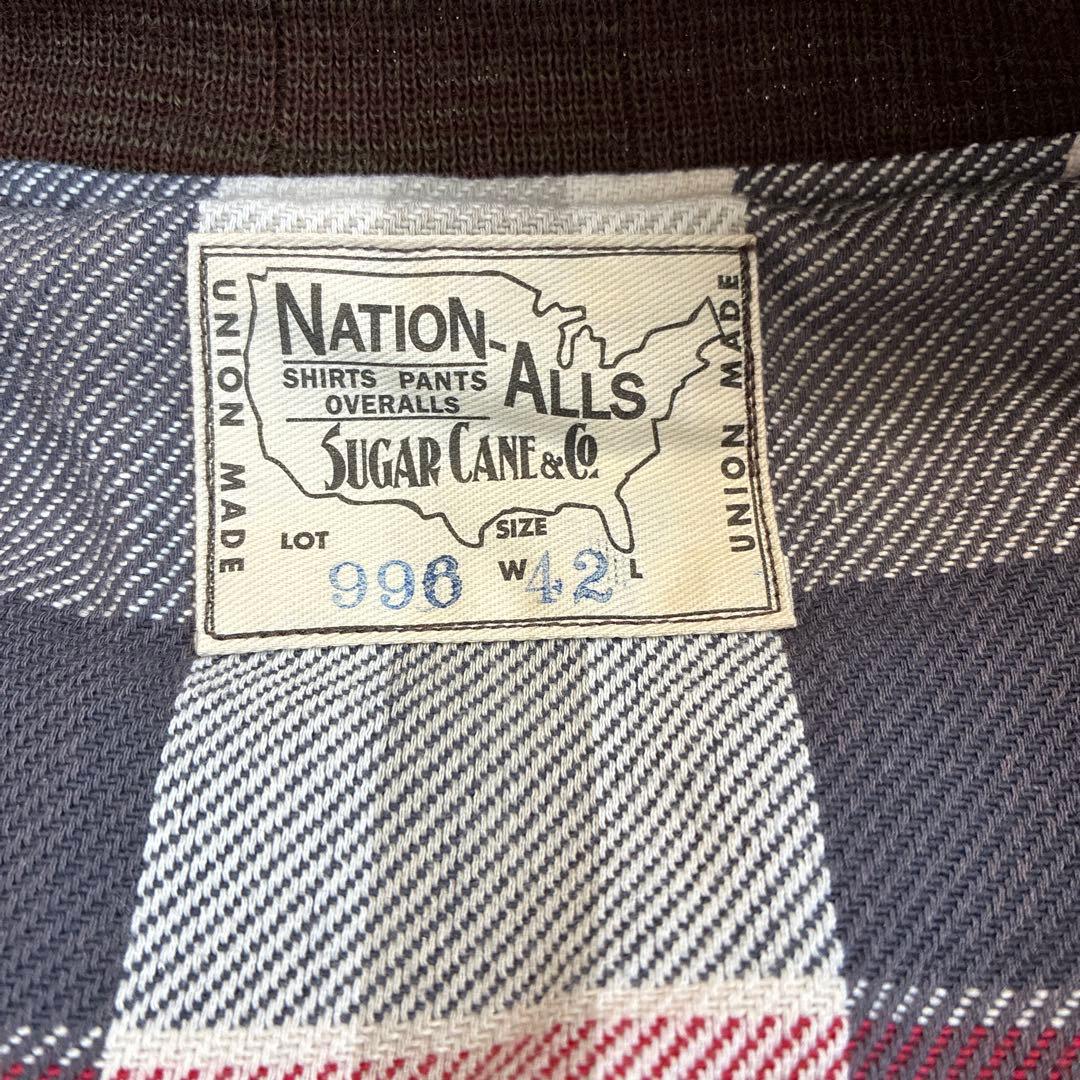 UNION MADE
NATION-ALLS
SHIRTS PANTS
OVERALLS
SUGAR CANE & CO.
LOT 996
SIZE
W 42 L
UNION MADE